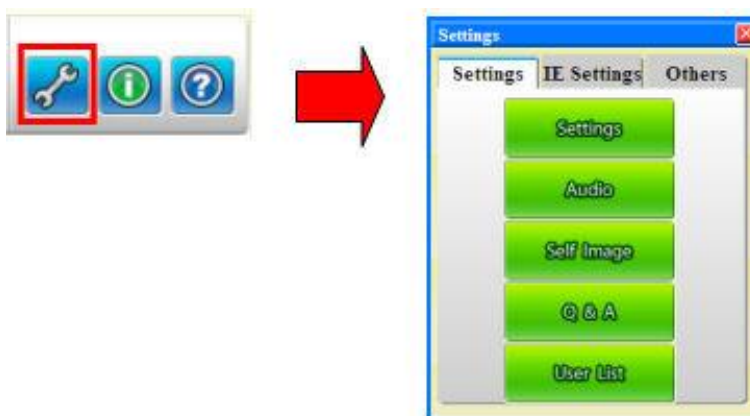 Settings
Settings IE Settings Others
Settings
Audio
Self Image
Q & A
User List